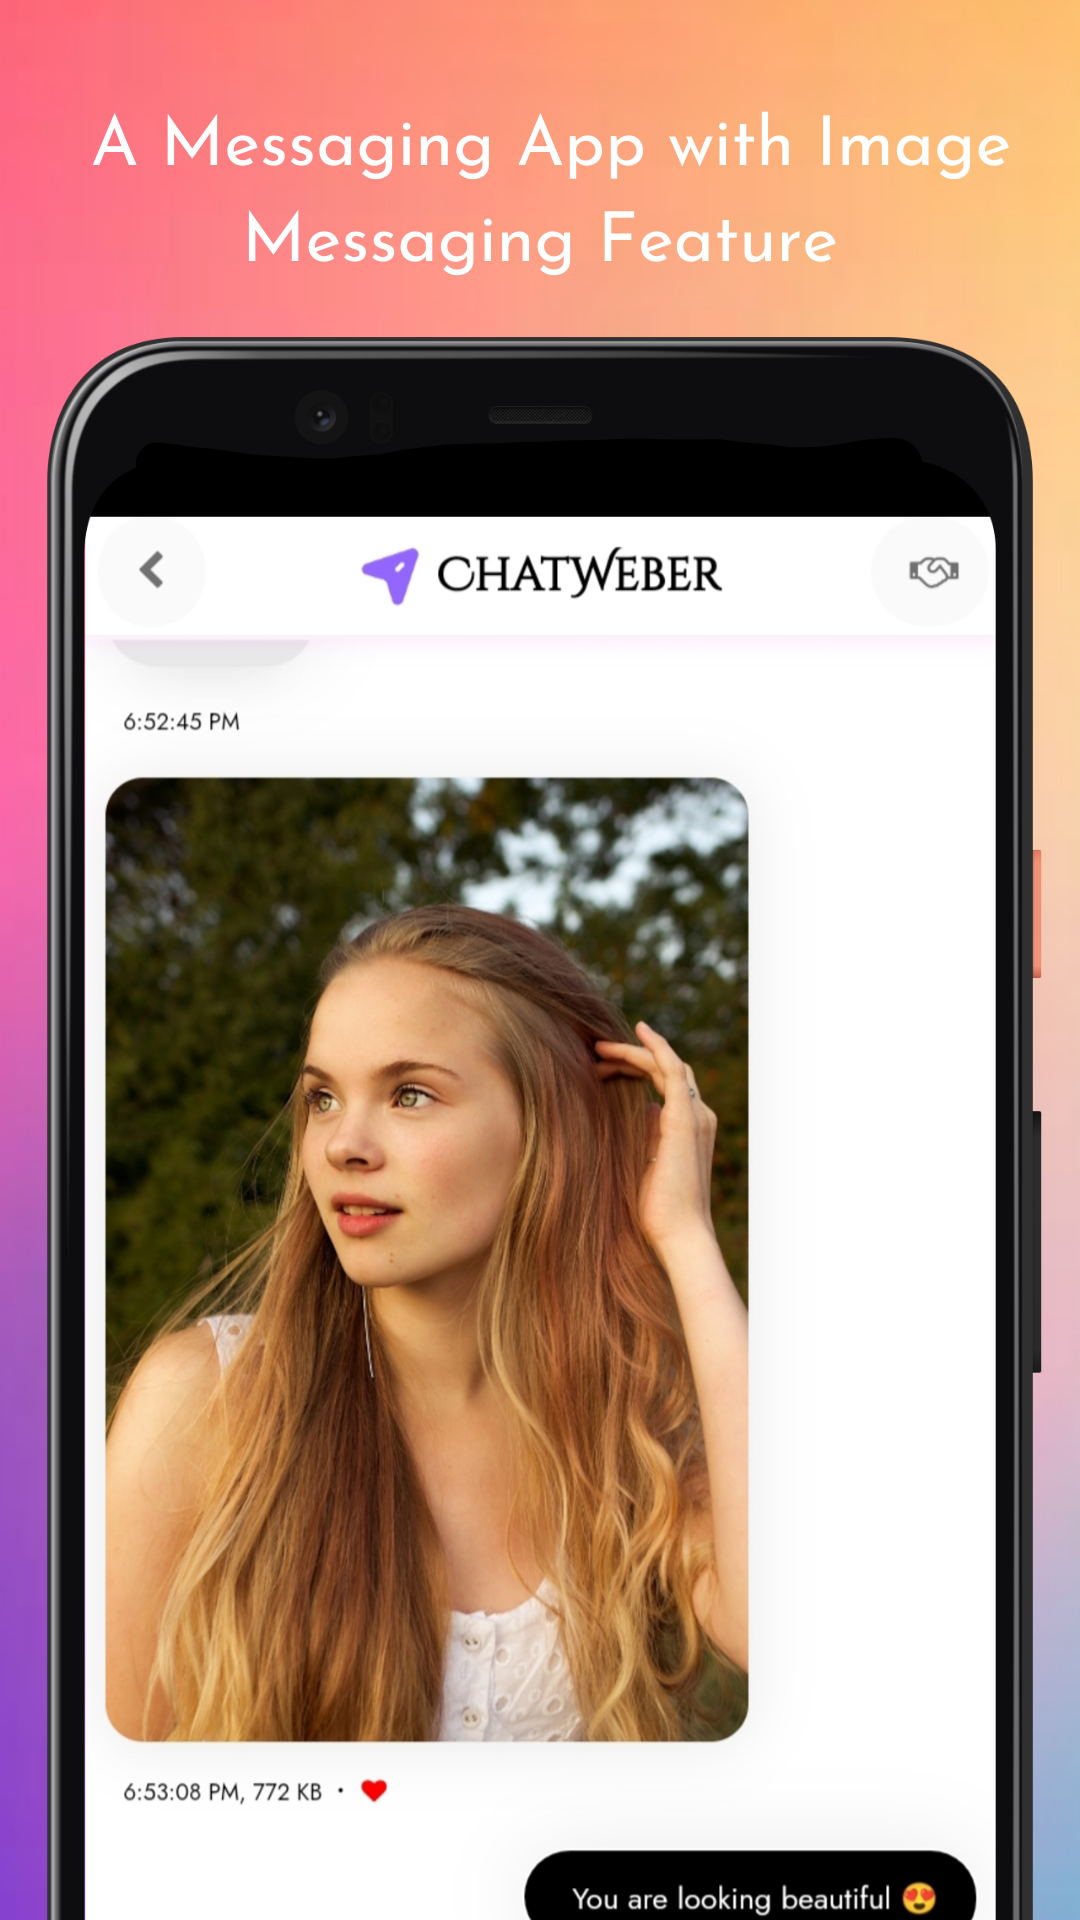 A Messaging App with Image
Messaging Feature
CHATWEBER
6:52:45 PM
6:53:08 PM, 772 KB • ❤
You are looking beautiful 😍